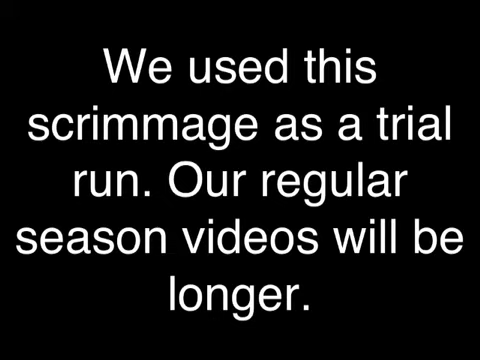 We used this
scrimmage as a trial
run. Our regular
season videos will be
longer.